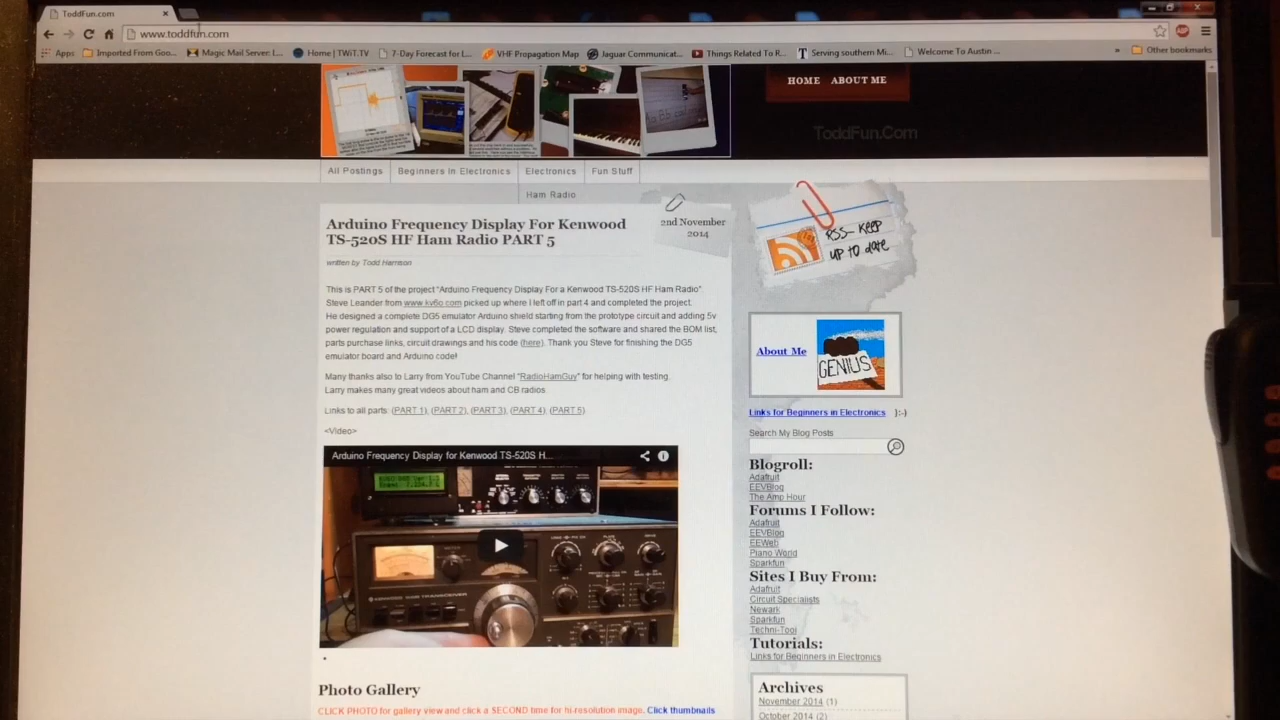 ToddFun.com
www.toddfun.com
Apps Imported From Goo... Magic Mail Server: L... Home | TWiT.TV 7-Day Forecast for L... VHF Propagation Map Jaguar Communicat... Things Related To R... Serving southern Mi... Welcome To Austin ... » Other bookmarks
HOME ABOUT ME
ToddFun.Com
All Postings Beginners In Electronics Electronics Fun Stuff
Ham Radio
Arduino Frequency Display For Kenwood
TS-520S HF Ham Radio PART 5
2nd November
2014
written by Todd Harrison
This is PART 5 of the project "Arduino Frequency Display For a Kenwood TS-520S HF Ham Radio".
Steve Leander from www.kv6o.com picked up where I left off in part 4 and completed the project.
He designed a complete DG5 emulator Arduino shield starting from the prototype circuit and adding 5v
power regulation and support of a LCD display. Steve completed the software and shared the BOM list,
parts purchase links, circuit drawings and his code (here). Thank you Steve for finishing the DG5
emulator board and Arduino code!
Many thanks also to Larry from YouTube Channel "RadioHamGuy" for helping with testing.
Larry makes many great videos about ham and CB radios.
Links to all parts: (PART 1), (PART 2), (PART 3), (PART 4), (PART 5)
<Video>
Arduino Frequency Display for Kenwood TS-520S H...
KENWOOD
Photo Gallery
CLICK PHOTO for gallery view and click a SECOND time for hi-resolution image. Click thumbnails
RSS- KEEP
UP TO DATE
About Me
GENIUS
Links for Beginners in Electronics }:-)
Search My Blog Posts
Blogroll:
Adafruit
EEVBlog
The Amp Hour
Forums I Follow:
Adafruit
EEVBlog
EEWeb
Piano World
Sparkfun
Sites I Buy From:
Adafruit
Circuit Specialists
Newark
Sparkfun
Techni-Tool
Tutorials:
Links for Beginners in Electronics
Archives
November 2014 (1)
October 2014 (2)